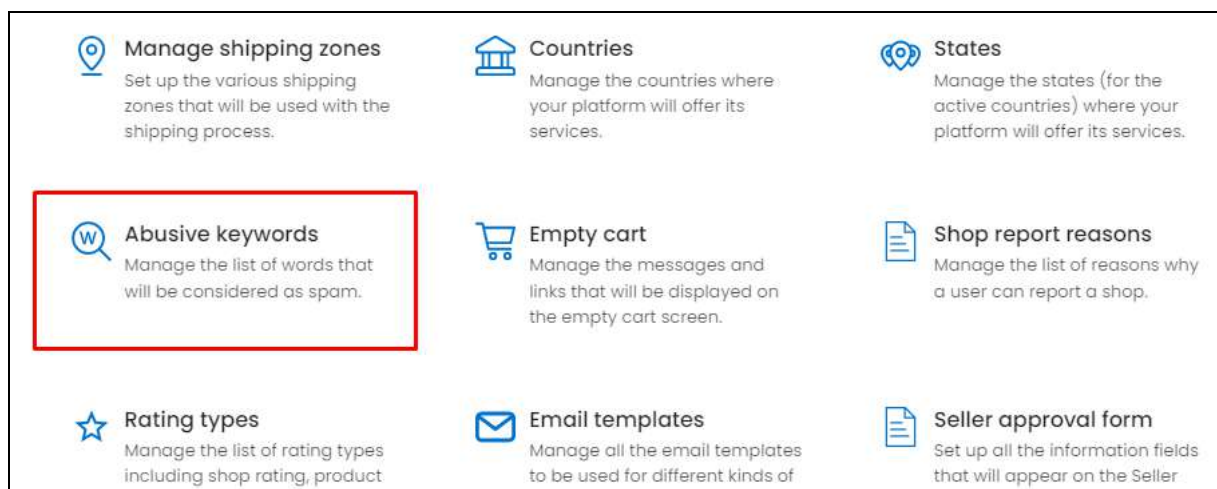 Manage shipping zones
Set up the various shipping
zones that will be used with the
shipping process.
Countries
Manage the countries where
your platform will offer its
services.
States
Manage the states (for the
active countries) where your
platform will offer its services.
W
Abusive keywords
Manage the list of words that
will be considered as spam.
Empty cart
Manage the messages and
links that will be displayed on
the empty cart screen.
Shop report reasons
Manage the list of reasons why
a user can report a shop.
Rating types
Manage the list of rating types
including shop rating, product
Email templates
Manage all the email templates
to be used for different kinds of
Seller approval form
Set up all the information fields
that will appear on the Seller